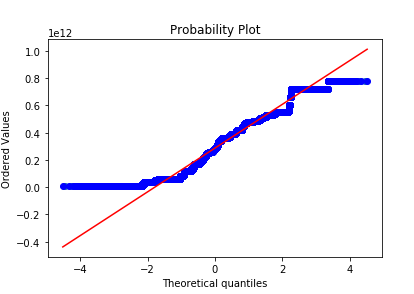 Probability Plot
1e12
1.0
0.8
0.6
0.4
0.2
0.0
−0.2
−0.4
Ordered Values
−4 −2 0 2 4
Theoretical quantiles